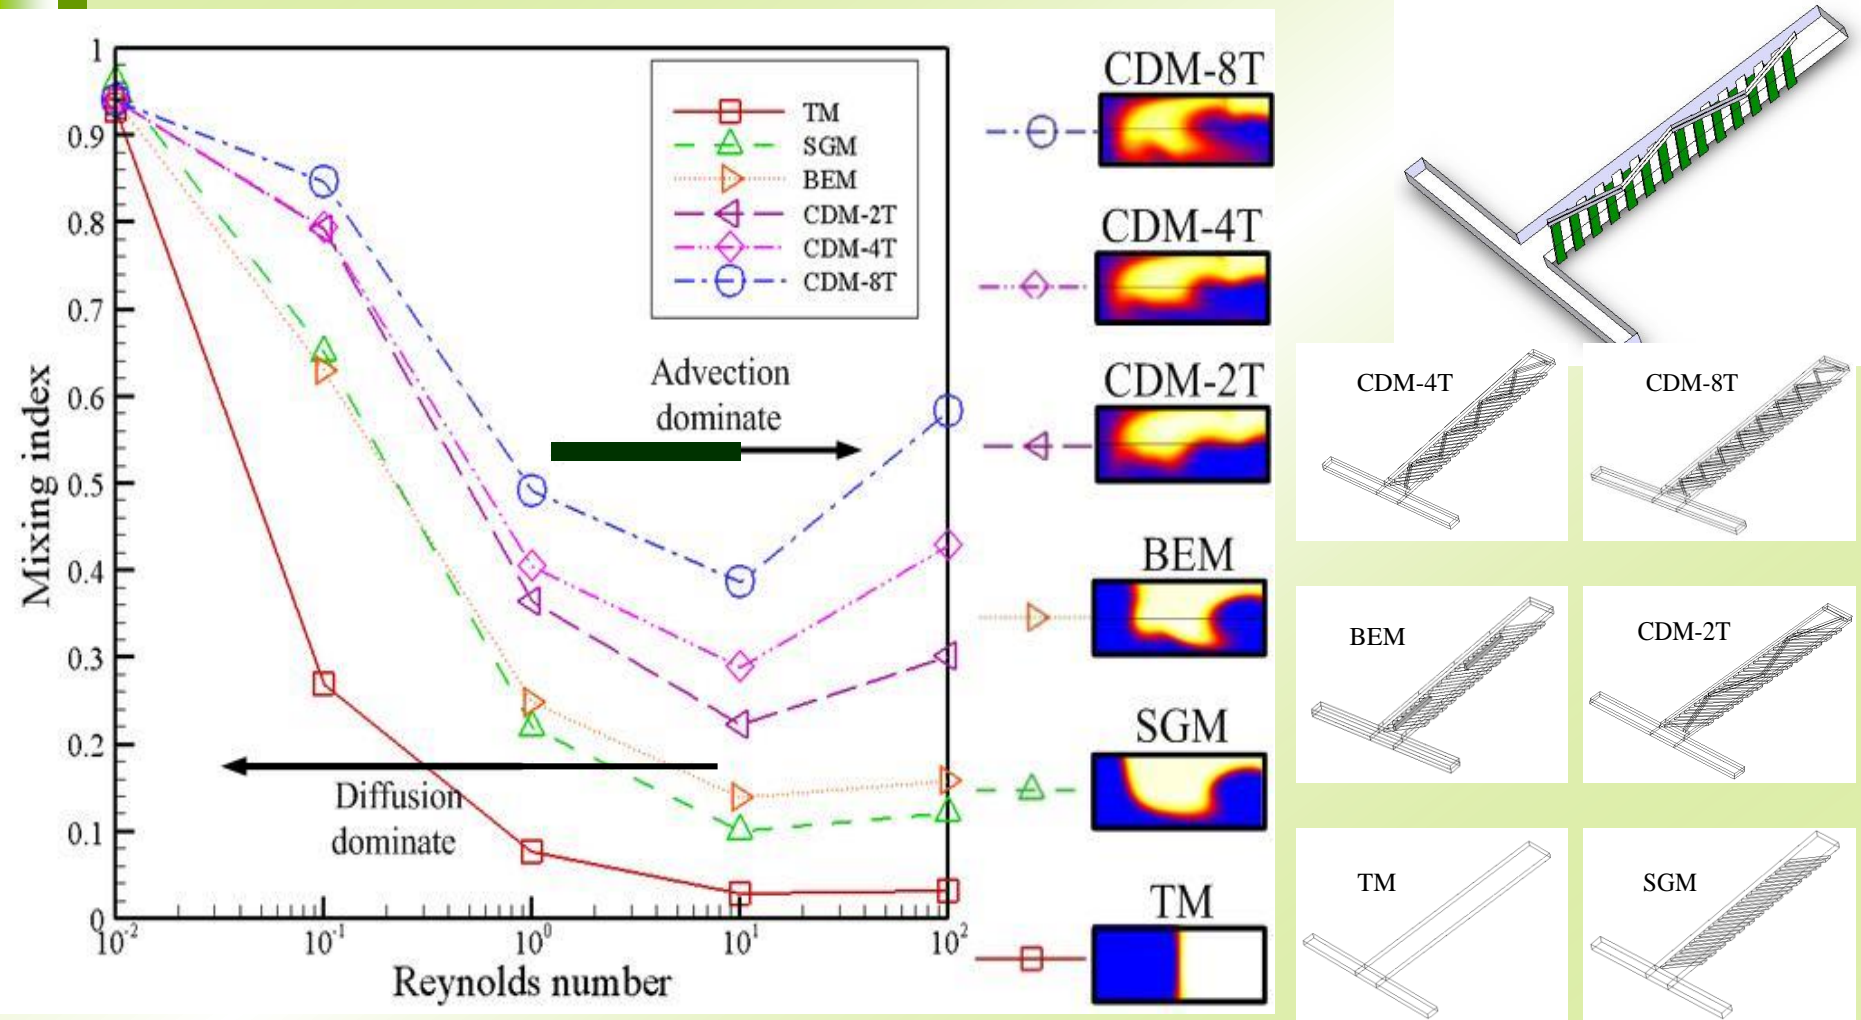 1
0.9
0.8
0.7
0.6
0.5
0.4
0.3
0.2
0.1
0
Mixing index
10-2
10-1
100
101
102
Reynolds number
TM
SGM
BEM
CDM-2T
CDM-4T
CDM-8T
Advection
dominate
Diffusion
dominate
CDM-8T
CDM-4T
CDM-2T
BEM
SGM
TM
CDM-4T
CDM-8T
BEM
CDM-2T
TM
SGM